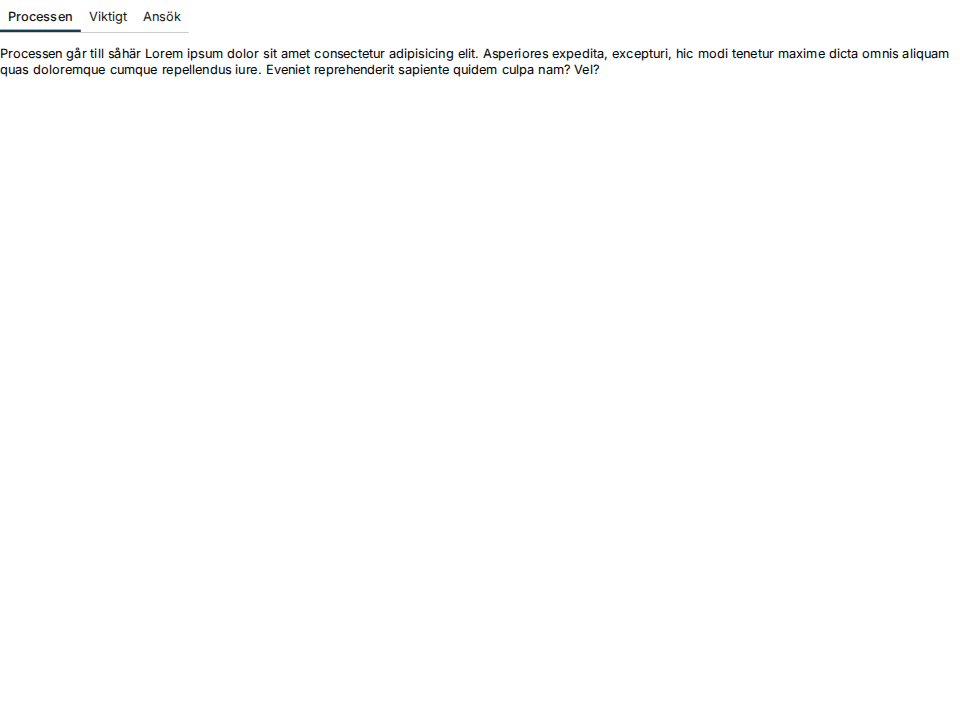 Processen Viktigt Ansök
Processen går till såhär Lorem ipsum dolor sit amet consectetur adipisicing elit. Asperiores expedita, excepturi, hic modi tenetur maxime dicta omnis aliquam
quas doloremque cumque repellendus iure. Eveniet reprehenderit sapiente quidem culpa nam? Vel?